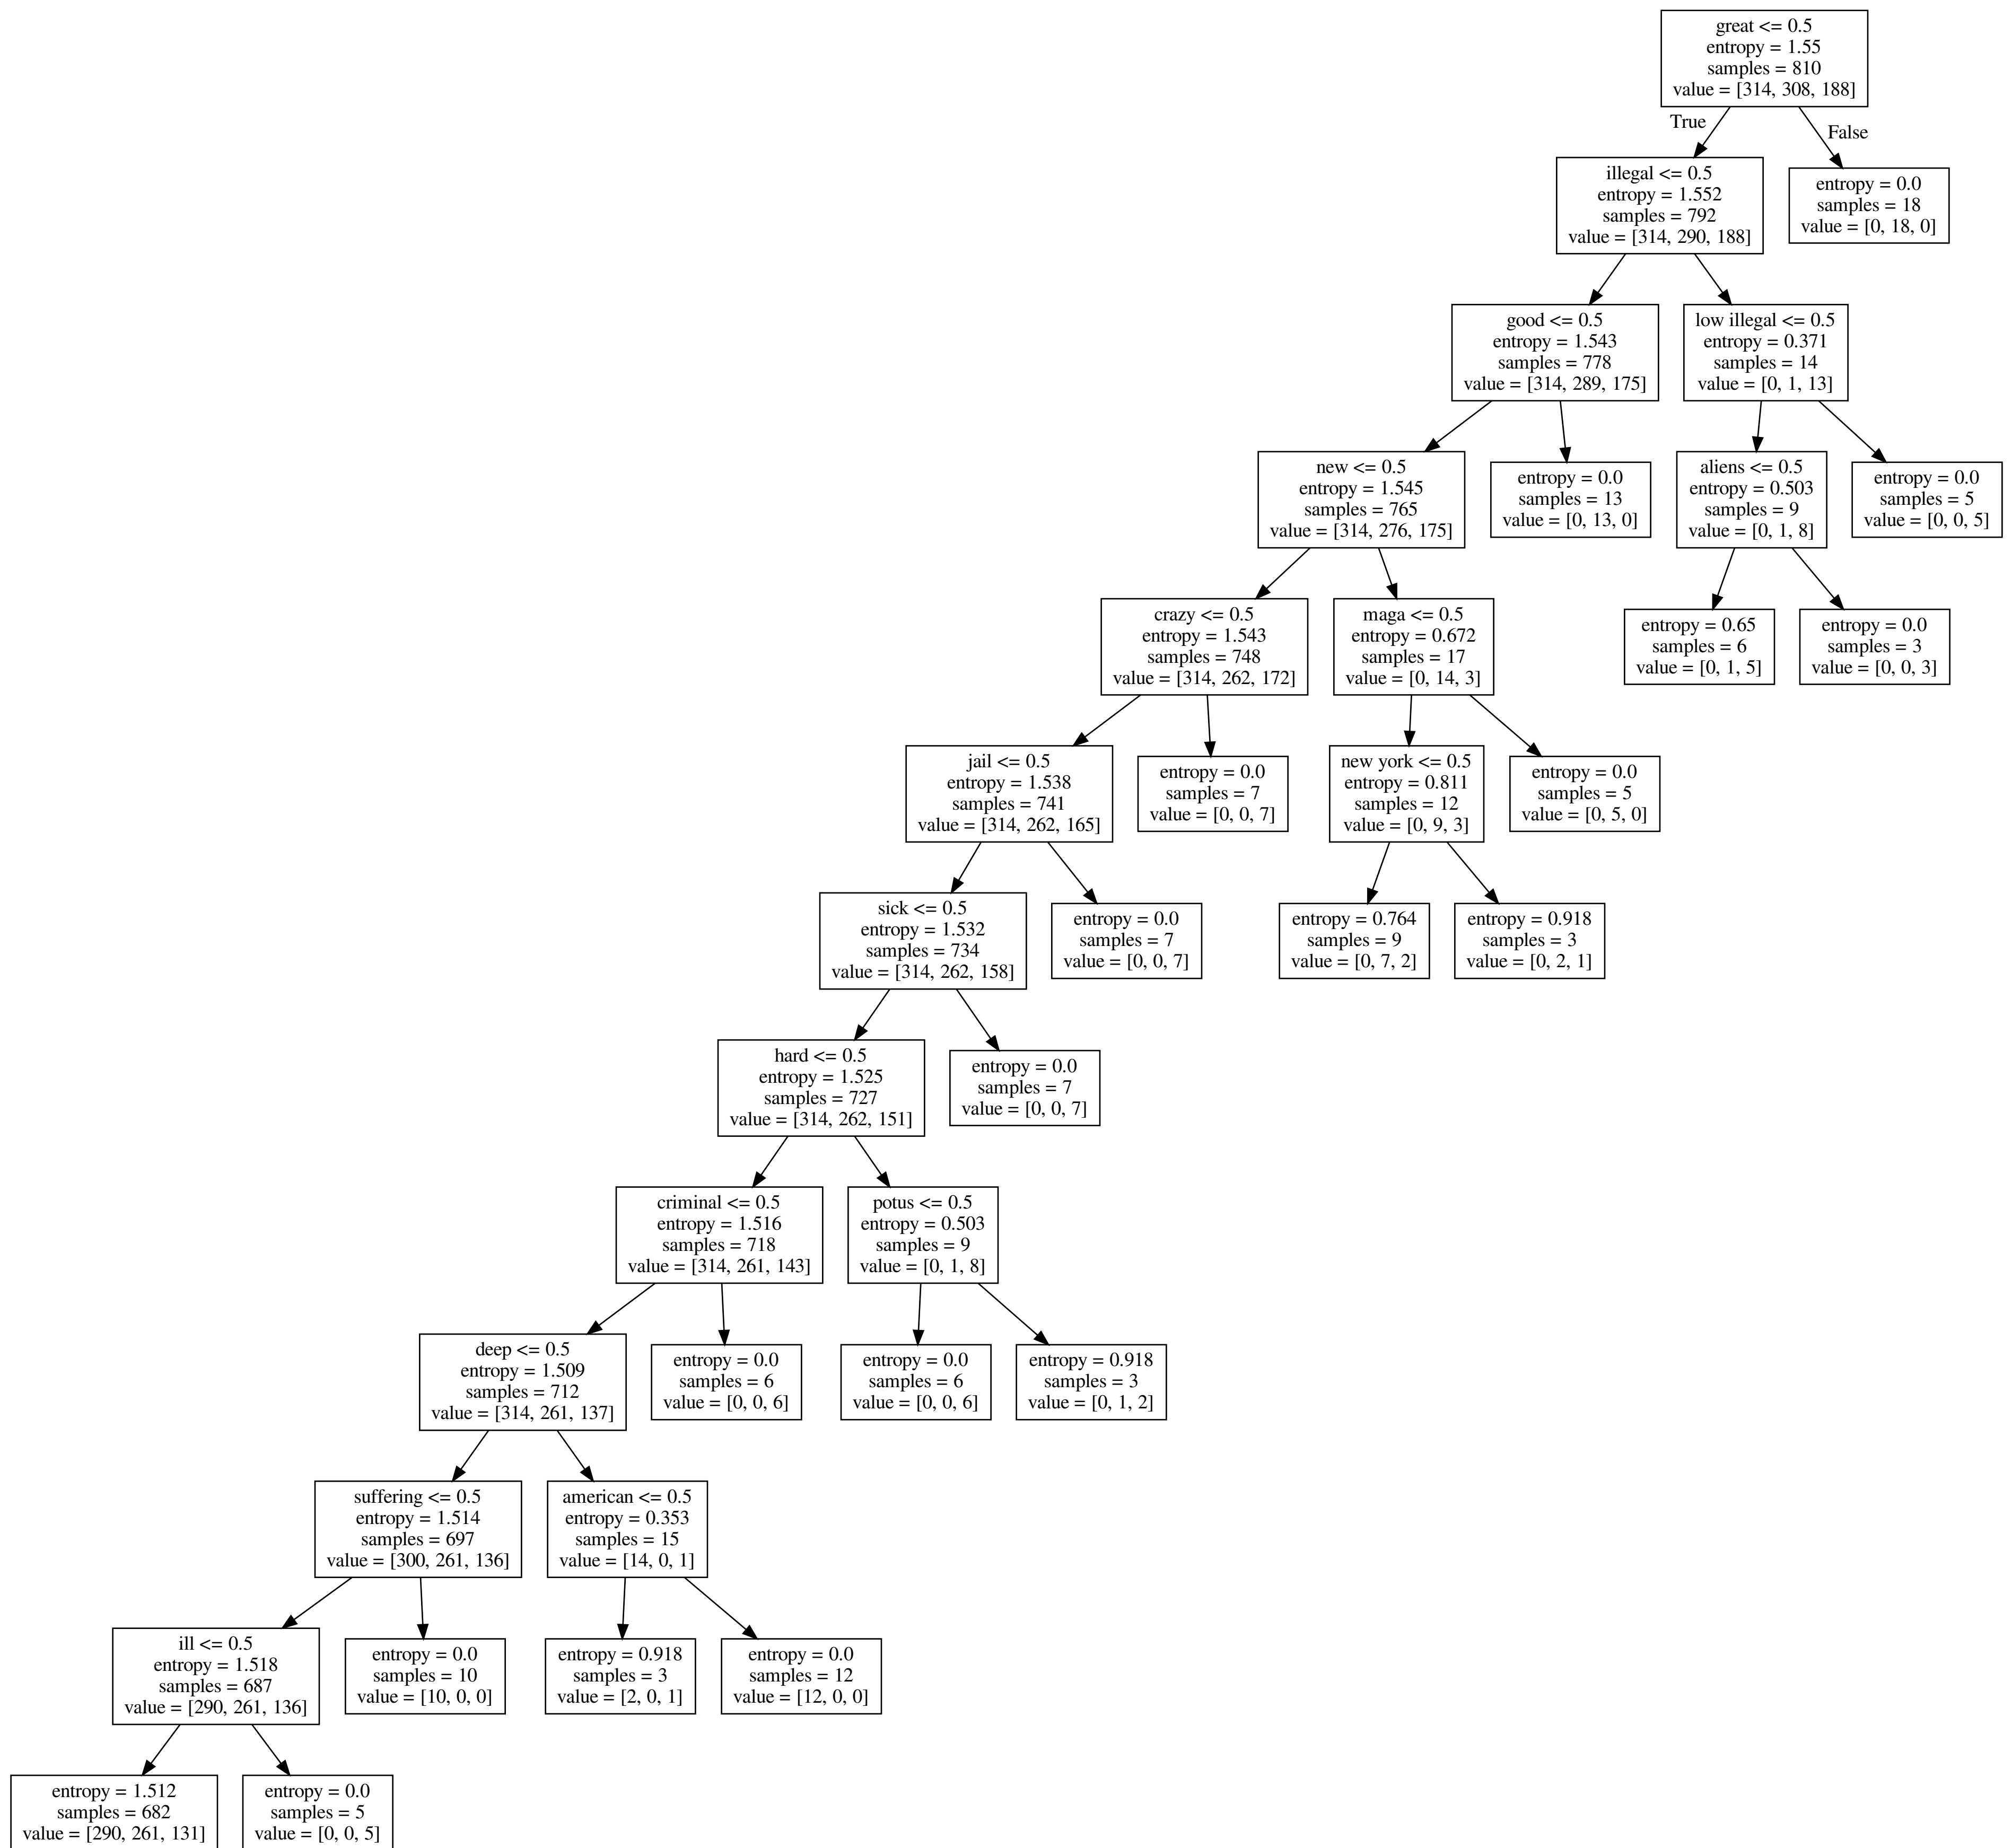 great <= 0.5
entropy = 1.55
samples = 810
value = [314, 308, 188]
True
False
illegal <= 0.5
entropy = 1.552
samples = 792
value = [314, 290, 188]
entropy = 0.0
samples = 18
value = [0, 18, 0]
good <= 0.5
entropy = 1.543
samples = 778
value = [314, 289, 175]
low illegal <= 0.5
entropy = 0.371
samples = 14
value = [0, 1, 13]
new <= 0.5
entropy = 1.545
samples = 765
value = [314, 276, 175]
entropy = 0.0
samples = 13
value = [0, 13, 0]
aliens <= 0.5
entropy = 0.503
samples = 9
value = [0, 1, 8]
entropy = 0.0
samples = 5
value = [0, 0, 5]
crazy <= 0.5
entropy = 1.543
samples = 748
value = [314, 262, 172]
maga <= 0.5
entropy = 0.672
samples = 17
value = [0, 14, 3]
entropy = 0.65
samples = 6
value = [0, 1, 5]
entropy = 0.0
samples = 3
value = [0, 0, 3]
jail <= 0.5
entropy = 1.538
samples = 741
value = [314, 262, 165]
entropy = 0.0
samples = 7
value = [0, 0, 7]
new york <= 0.5
entropy = 0.811
samples = 12
value = [0, 9, 3]
entropy = 0.0
samples = 5
value = [0, 5, 0]
sick <= 0.5
entropy = 1.532
samples = 734
value = [314, 262, 158]
entropy = 0.0
samples = 7
value = [0, 0, 7]
entropy = 0.764
samples = 9
value = [0, 7, 2]
entropy = 0.918
samples = 3
value = [0, 2, 1]
hard <= 0.5
entropy = 1.525
samples = 727
value = [314, 262, 151]
entropy = 0.0
samples = 7
value = [0, 0, 7]
criminal <= 0.5
entropy = 1.516
samples = 718
value = [314, 261, 143]
potus <= 0.5
entropy = 0.503
samples = 9
value = [0, 1, 8]
deep <= 0.5
entropy = 1.509
samples = 712
value = [314, 261, 137]
entropy = 0.0
samples = 6
value = [0, 0, 6]
entropy = 0.0
samples = 6
value = [0, 0, 6]
entropy = 0.918
samples = 3
value = [0, 1, 2]
suffering <= 0.5
entropy = 1.514
samples = 697
value = [300, 261, 136]
american <= 0.5
entropy = 0.353
samples = 15
value = [14, 0, 1]
ill <= 0.5
entropy = 1.518
samples = 687
value = [290, 261, 136]
entropy = 0.0
samples = 10
value = [10, 0, 0]
entropy = 0.918
samples = 3
value = [2, 0, 1]
entropy = 0.0
samples = 12
value = [12, 0, 0]
entropy = 1.512
samples = 682
value = [290, 261, 131]
entropy = 0.0
samples = 5
value = [0, 0, 5]